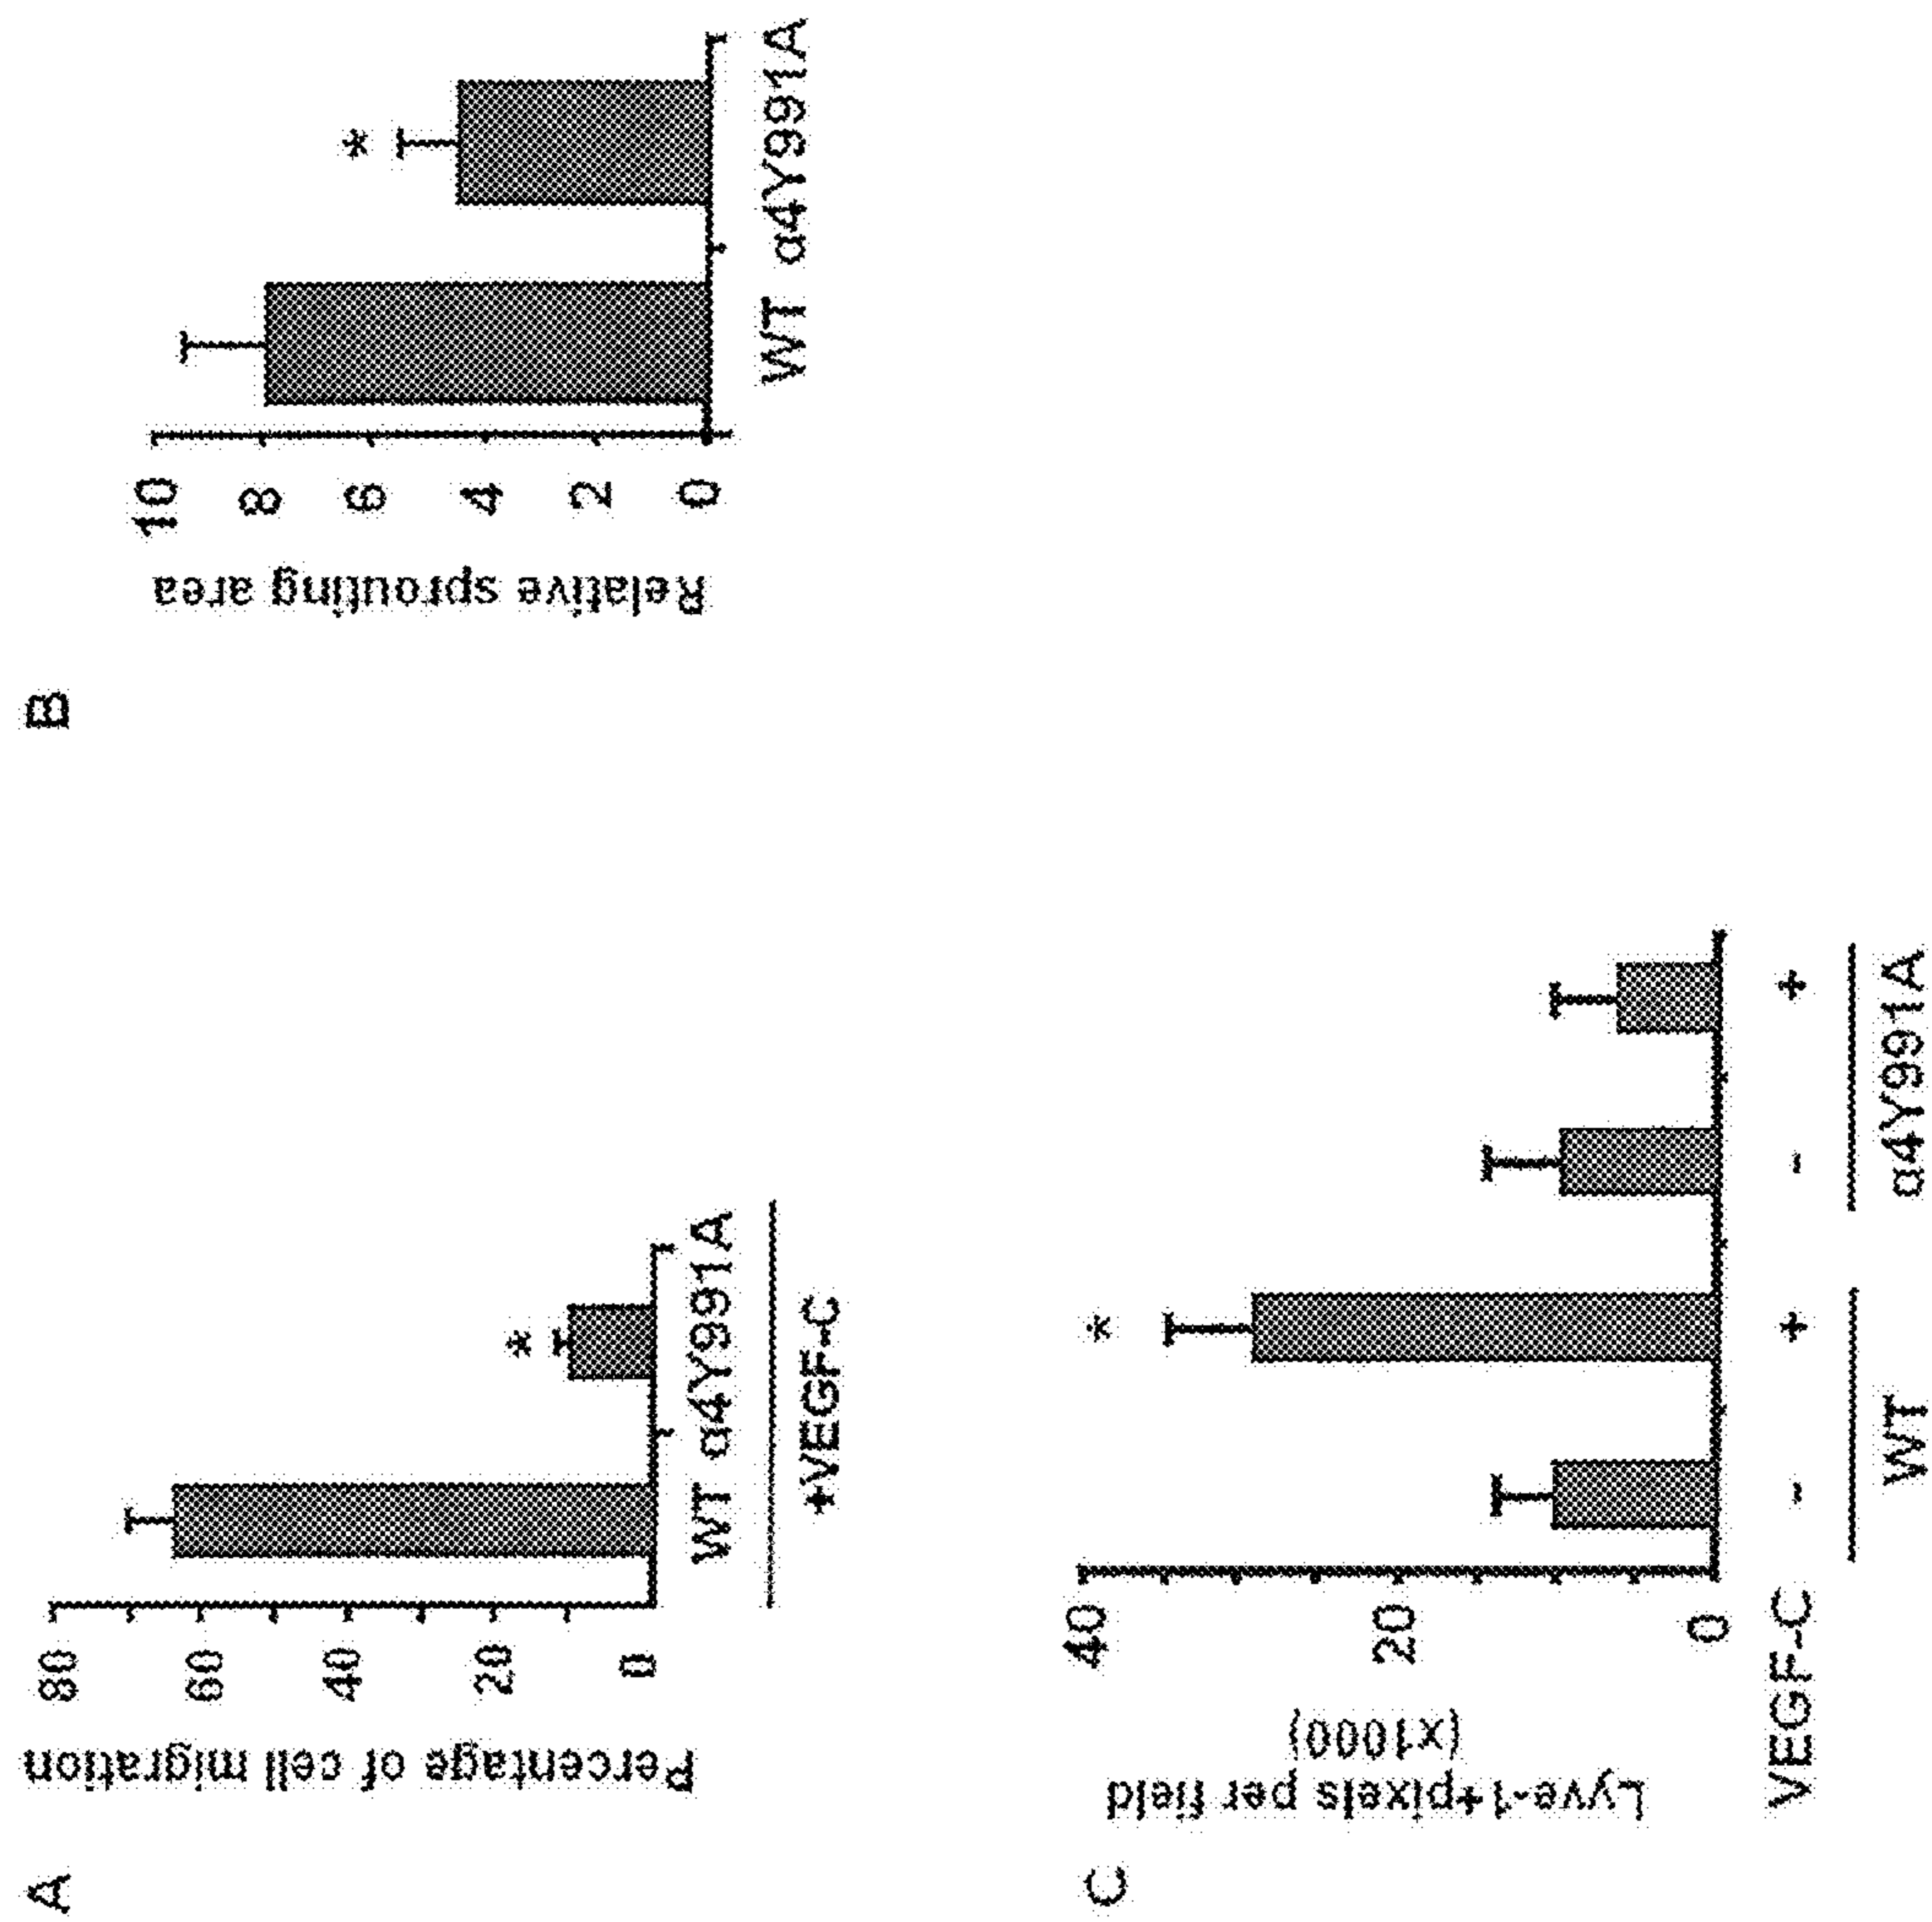 A
Percentage of cell migration
80
60
40
20
0
WT α4Y991A
+VEGF-C
*
B
Relative sprouting area
10
8
6
4
2
0
WT α4Y991A
*
C
Lyve-1+pixels per field
(x1000)
40
20
0
*
VEGF-C - + - +
WT α4Y991A